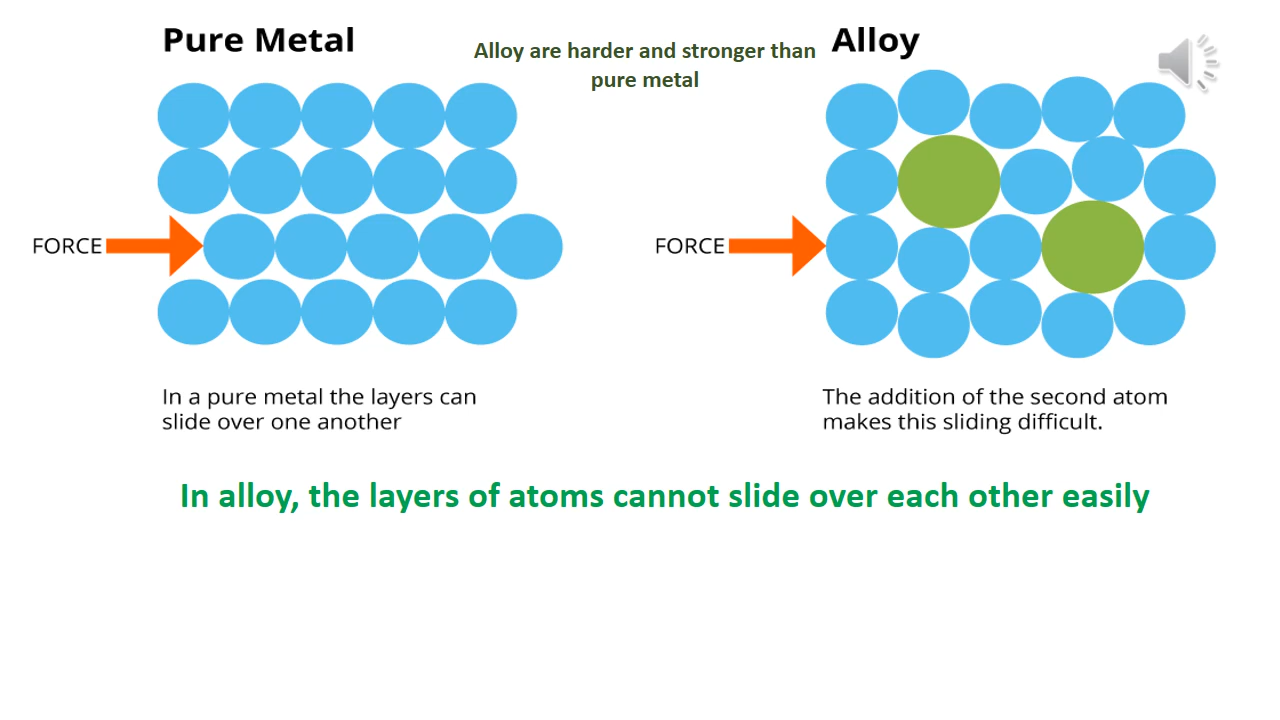 Pure Metal
Alloy are harder and stronger than
pure metal
Alloy
FORCE
FORCE
In a pure metal the layers can
slide over one another
The addition of the second atom
makes this sliding difficult.
In alloy, the layers of atoms cannot slide over each other easily